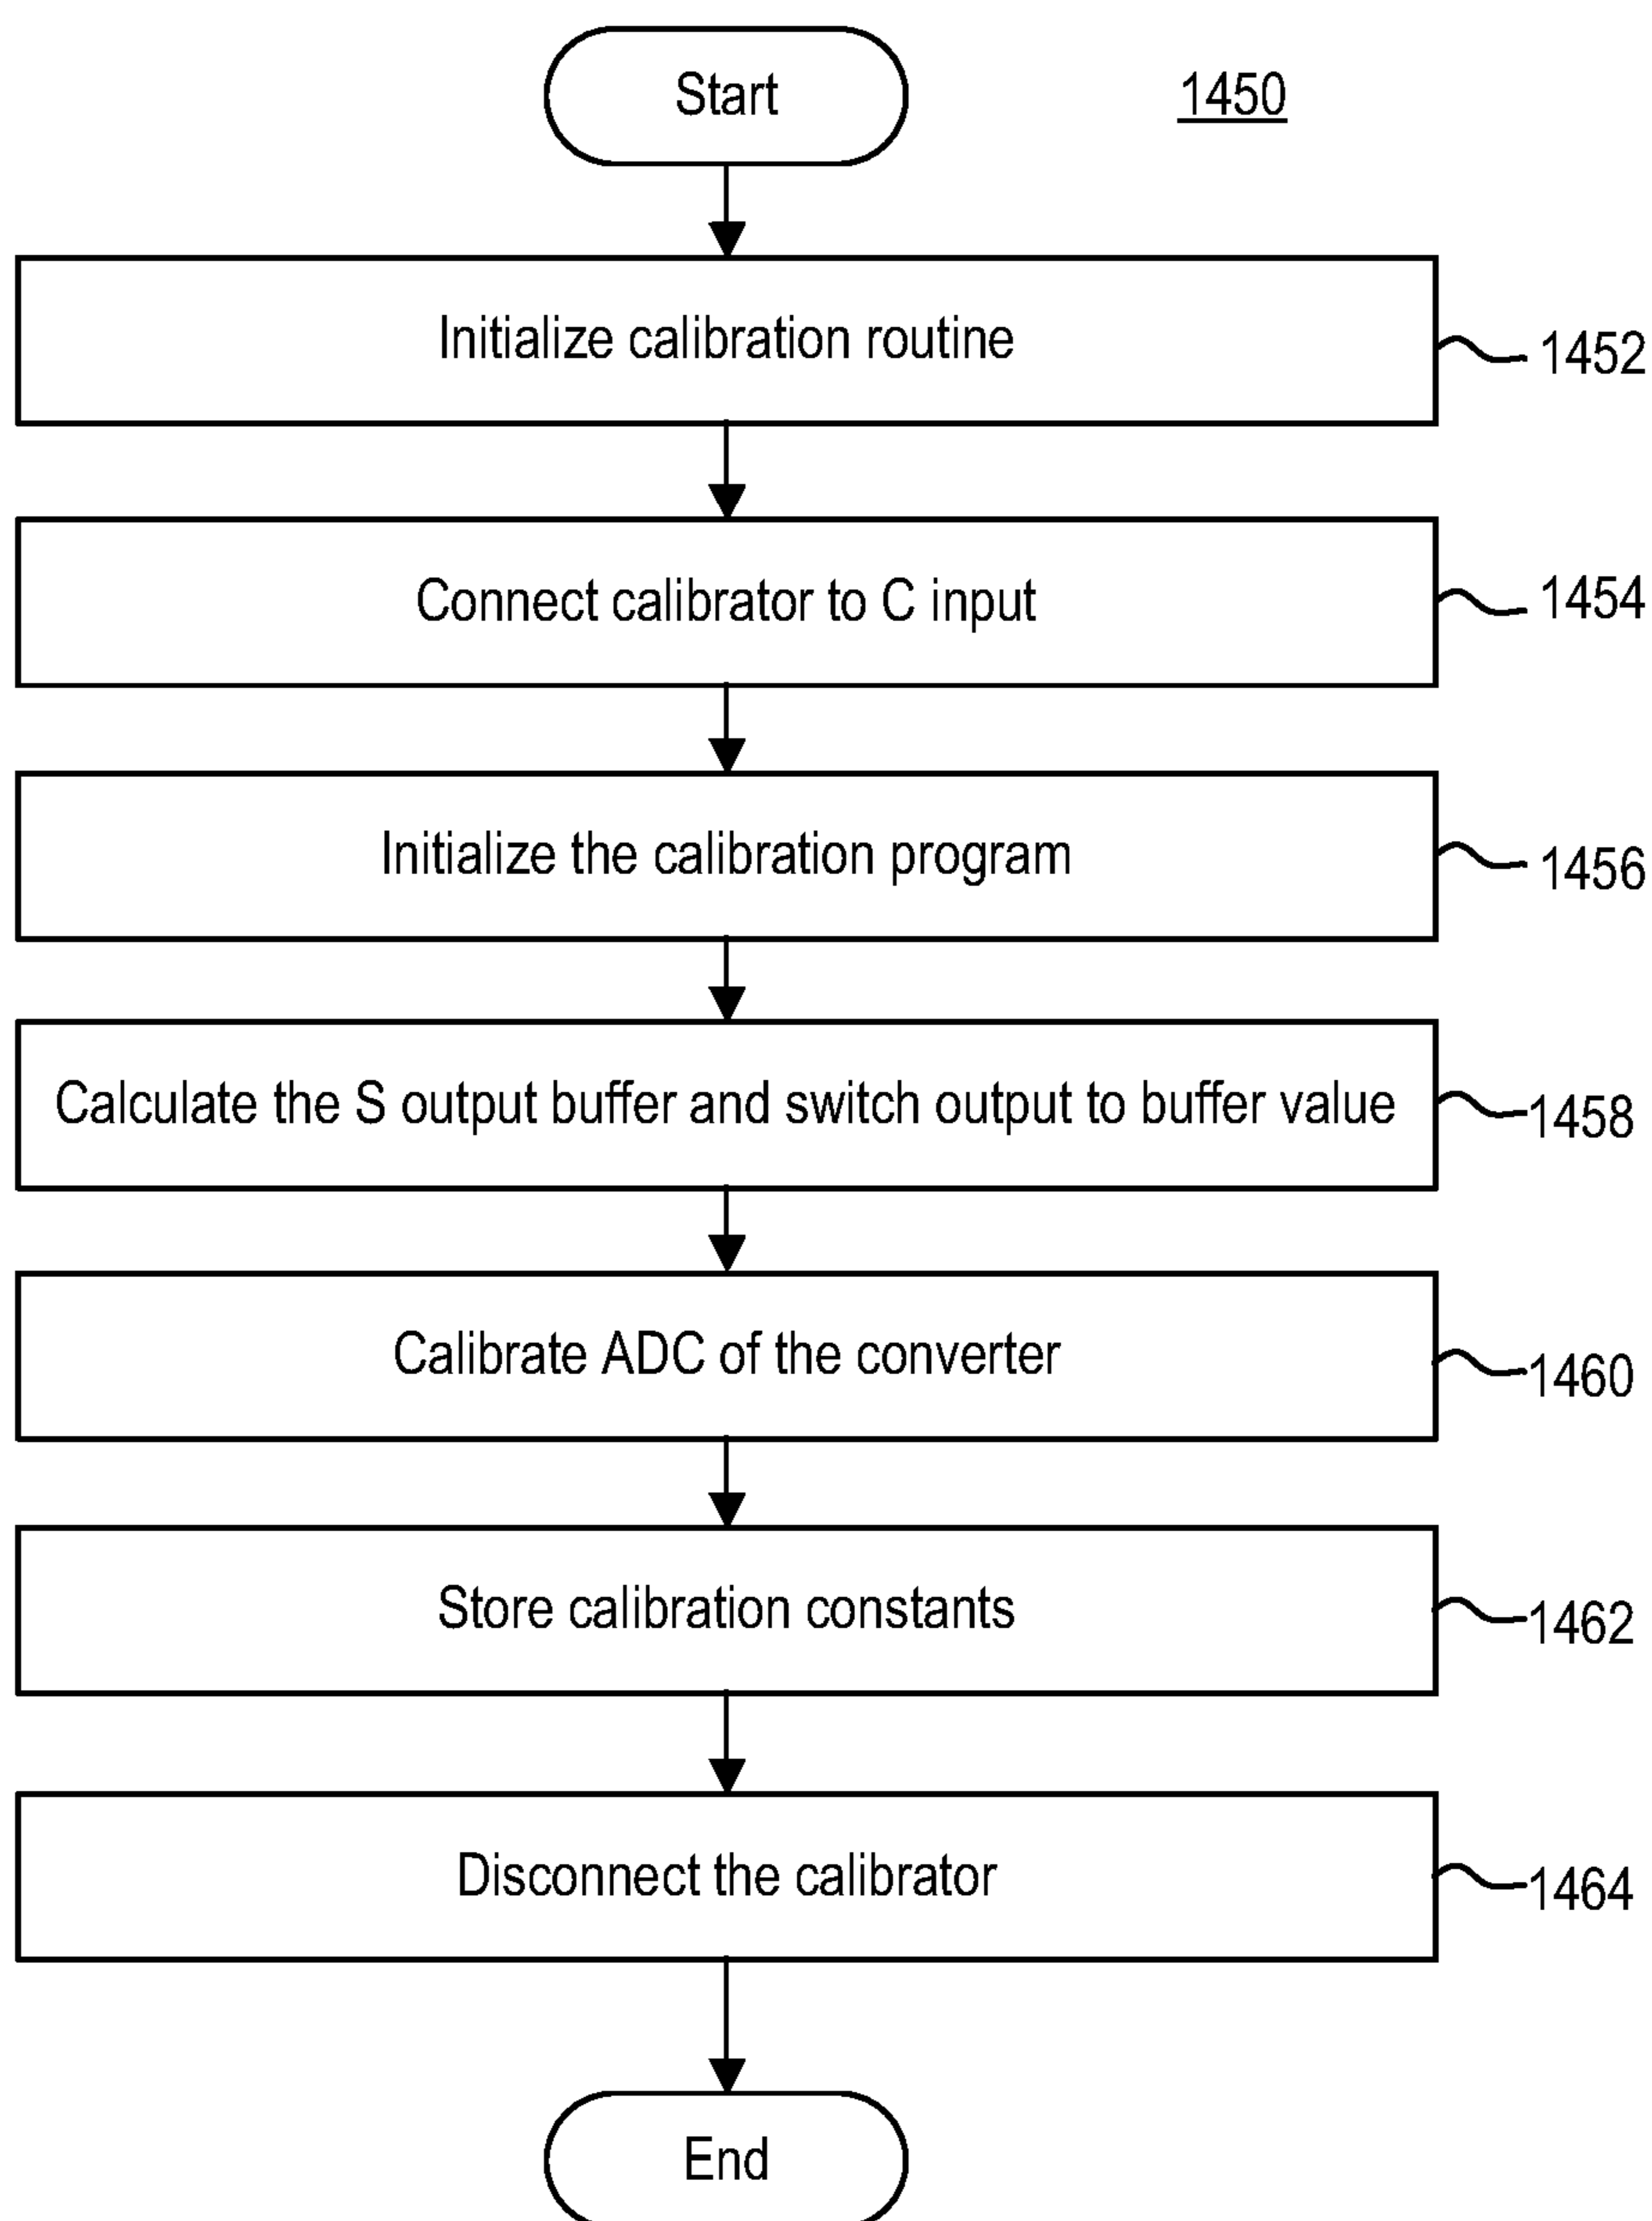 Start
1450
Initialize calibration routine
1452
Connect calibrator to C input
1454
Initialize the calibration program
1456
Calculate the S output buffer and switch output to buffer value
1458
Calibrate ADC of the converter
1460
Store calibration constants
1462
Disconnect the calibrator
1464
End